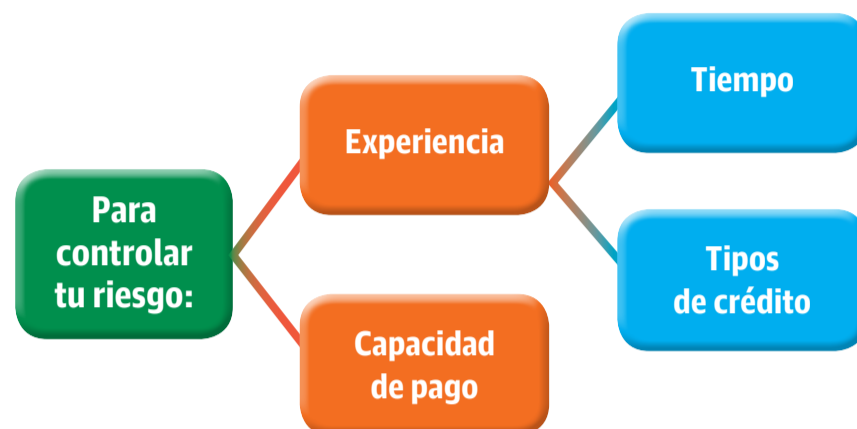 Para
controlar
tu riesgo:
Experiencia
Capacidad
de pago
Tiempo
Tipos
de crédito